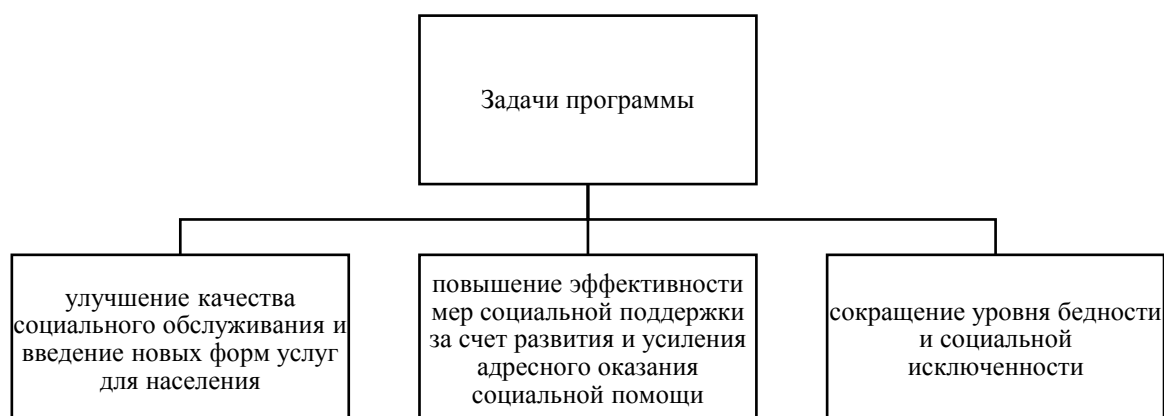 Задачи программы
улучшение качества
социального обслуживания и
введение новых форм услуг
для населения
повышение эффективности
мер социальной поддержки
за счет развития и усиления
адресного оказания
социальной помощи
сокращение уровня бедности
и социальной
исключенности